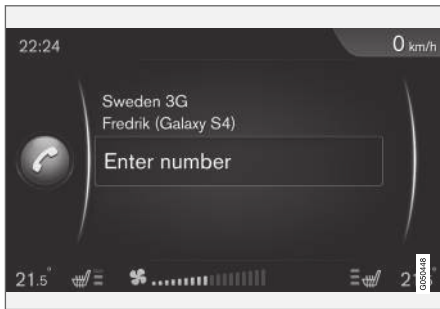 22:24
0 km/h
Sweden 3G
Fredrik (Galaxy S4)
Enter number
21.5°
G050448